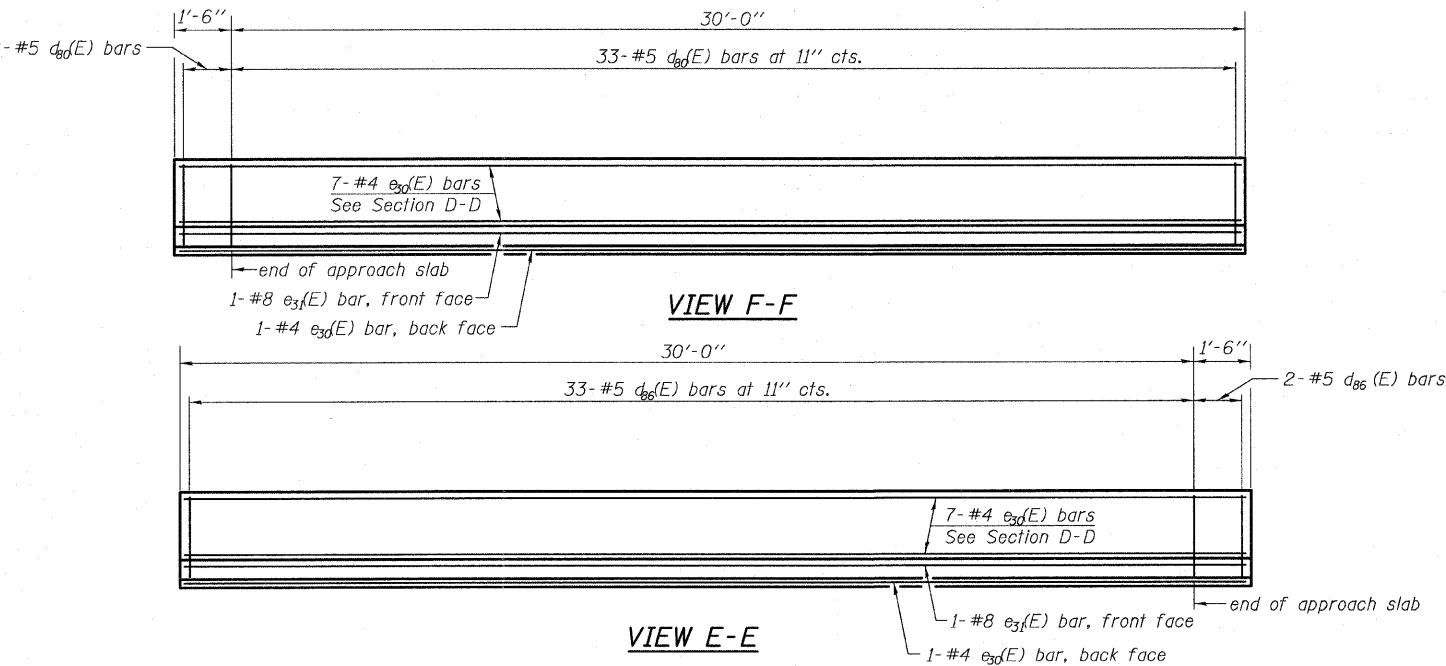 1'-6" 30'-0"
- #5 d80(E) bars
33- #5 d80(E) bars at 11" cts.
7- #4 e30(E) bars
See Section D-D
end of approach slab
1- #8 e31(E) bar, front face
1- #4 e30(E) bar, back face
VIEW F-F
30'-0" 1'-6"
33- #5 d86(E) bars at 11" cts.
2- #5 d86 (E) bars
7- #4 e30(E) bars
See Section D-D
end of approach slab
1- #8 e31(E) bar, front face
1- #4 e30(E) bar, back face
VIEW E-E